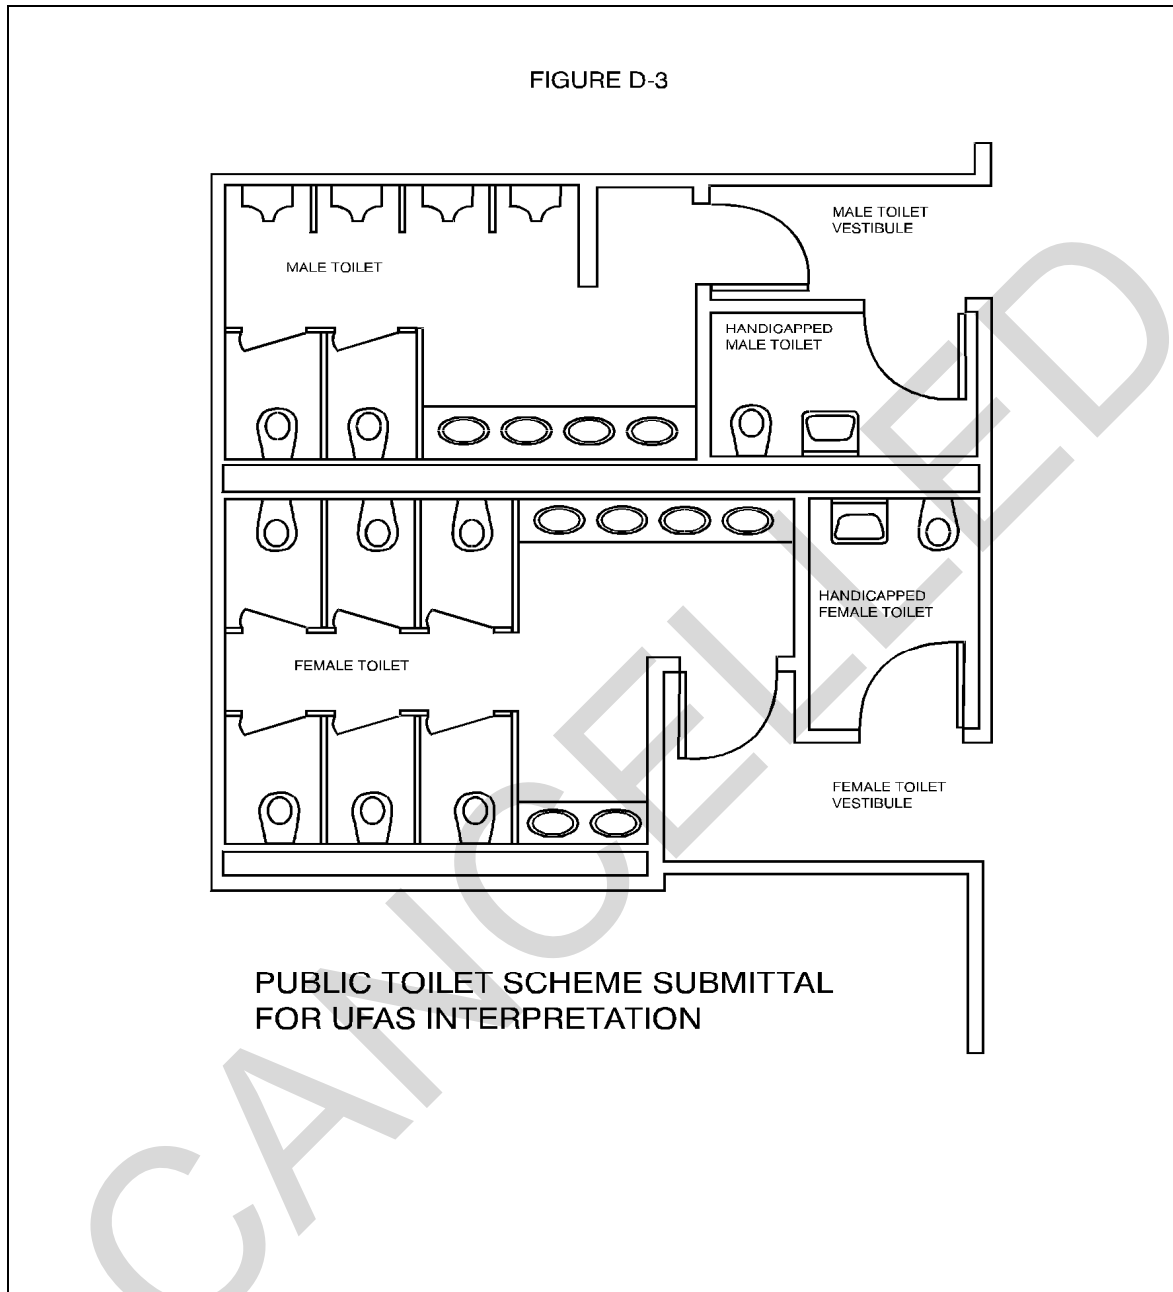 FIGURE D-3
MALE TOILET
VESTIBULE
MALE TOILET
HANDICAPPED
MALE TOILET
HANDICAPPED
FEMALE TOILET
FEMALE TOILET
FEMALE TOILET
VESTIBULE
PUBLIC TOILET SCHEME SUBMITTAL
FOR UFAS INTERPRETATION
CANCELLED